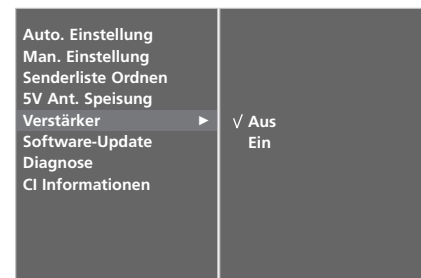 Auto. Einstellung
Man. Einstellung
Senderliste Ordnen
5V Ant. Speisung
Verstärker ► √ Aus
Software-Update Ein
Diagnose
CI Informationen